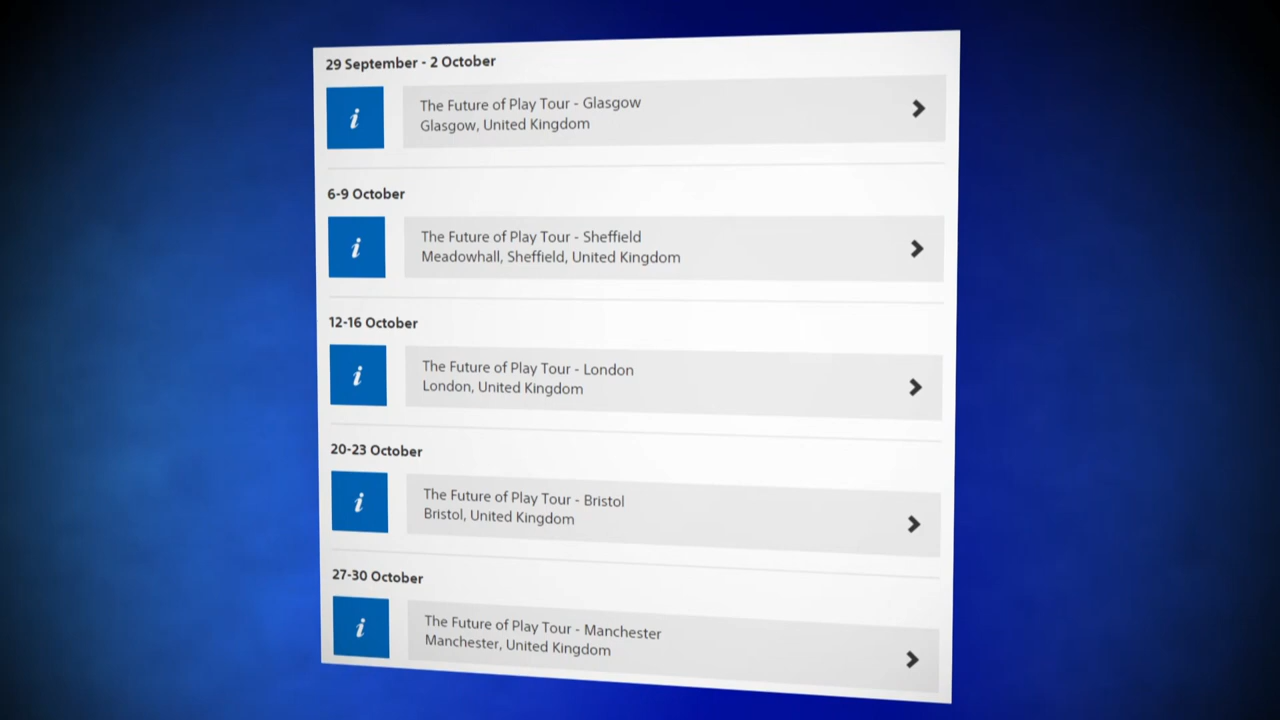 29 September - 2 October
i
The Future of Play Tour - Glasgow
Glasgow, United Kingdom
6-9 October
i
The Future of Play Tour - Sheffield
Meadowhall, Sheffield, United Kingdom
12-16 October
i
The Future of Play Tour - London
London, United Kingdom
20-23 October
i
The Future of Play Tour - Bristol
Bristol, United Kingdom
27-30 October
i
The Future of Play Tour - Manchester
Manchester, United Kingdom